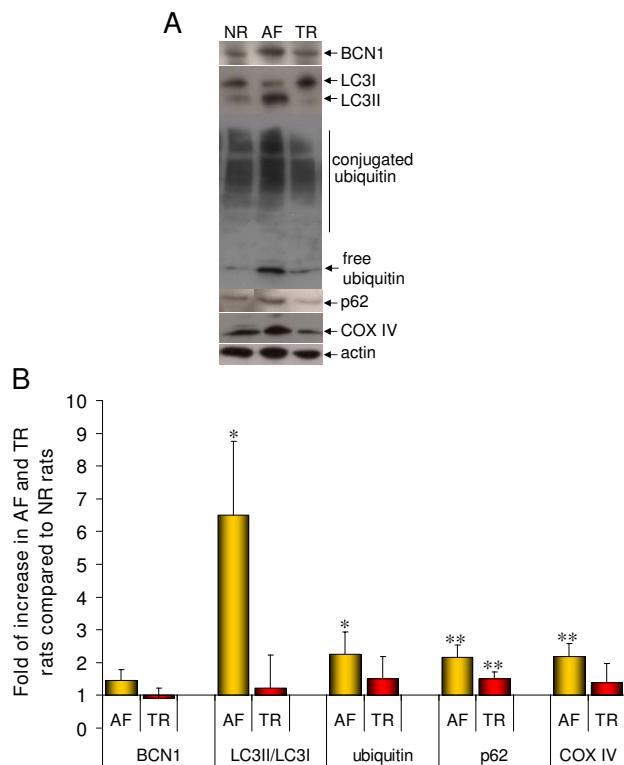 A
NR AF TR
BCN1
LC3I
LC3II
conjugated
ubiquitin
free
ubiquitin
p62
COX IV
actin
B
Fold of increase in AF and TR
rats compared to NR rats
10
9
8
7
6
5
4
3
2
1
0
*
*
**
**
**
AF TR AF TR AF TR AF TR AF TR
BCN1 LC3II/LC3I ubiquitin p62 COX IV